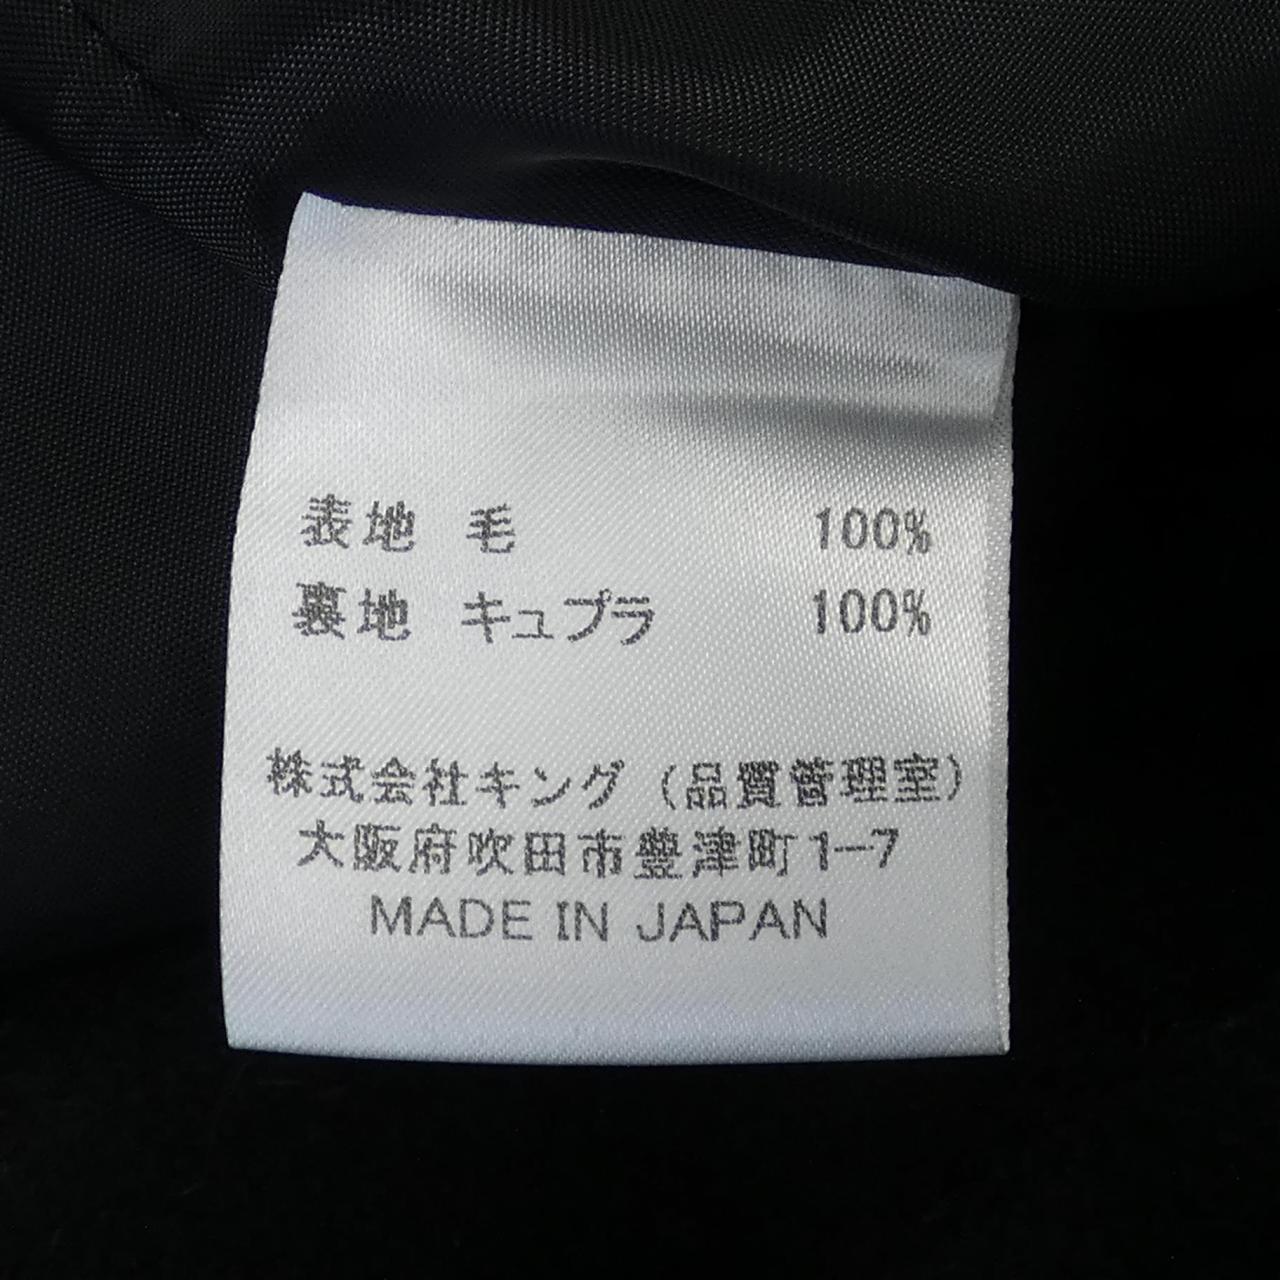 表地 毛 100%
裏地 キュプラ 100%
株式会社キング（品質管理室）
大阪府吹田市豊津町1-7
MADE IN JAPAN